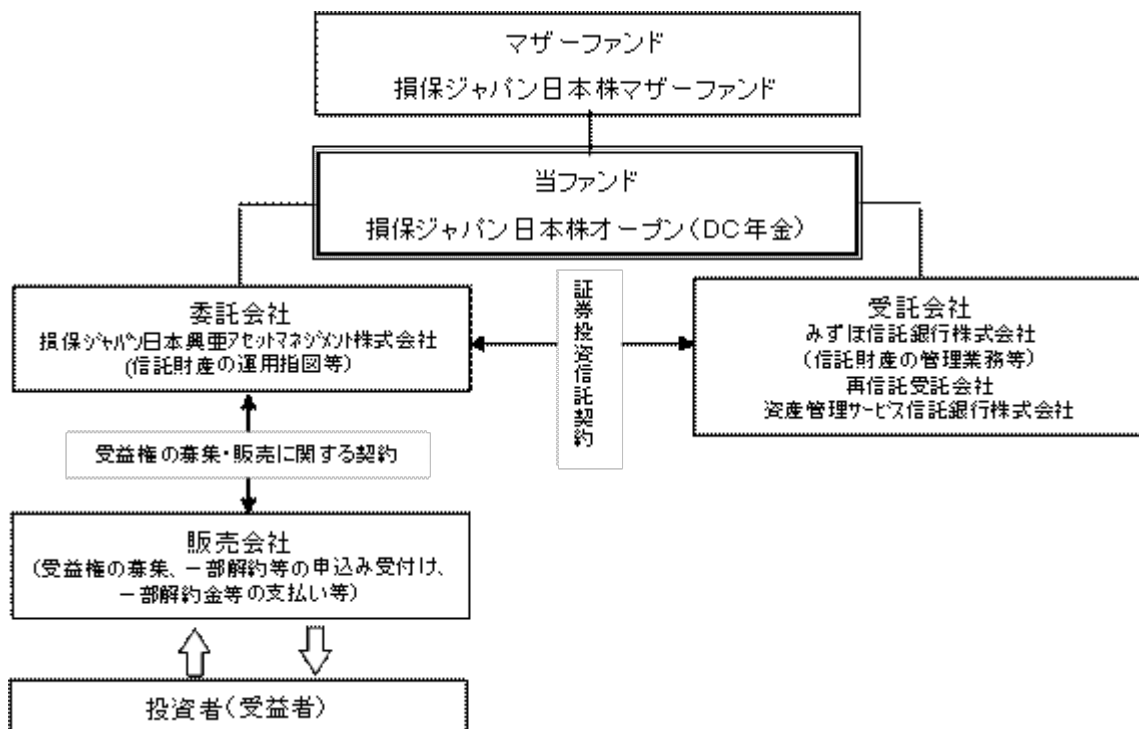 マザーファンド
損保ジャパン日本株マザーファンド
当ファンド
損保ジャパン日本株オープン(DC年金)
委託会社
損保ジャパン日本興亜アセットマネジメント株式会社
(信託財産の運用指図等)
証券投資信託契約
受託会社
みずほ信託銀行株式会社
(信託財産の管理業務等)
再信託受託会社
資産管理サービス信託銀行株式会社
受益権の募集・販売に関する契約
販売会社
(受益権の募集、一部解約等の申込み受付け、
一部解約金等の支払い等)
投資者(受益者)